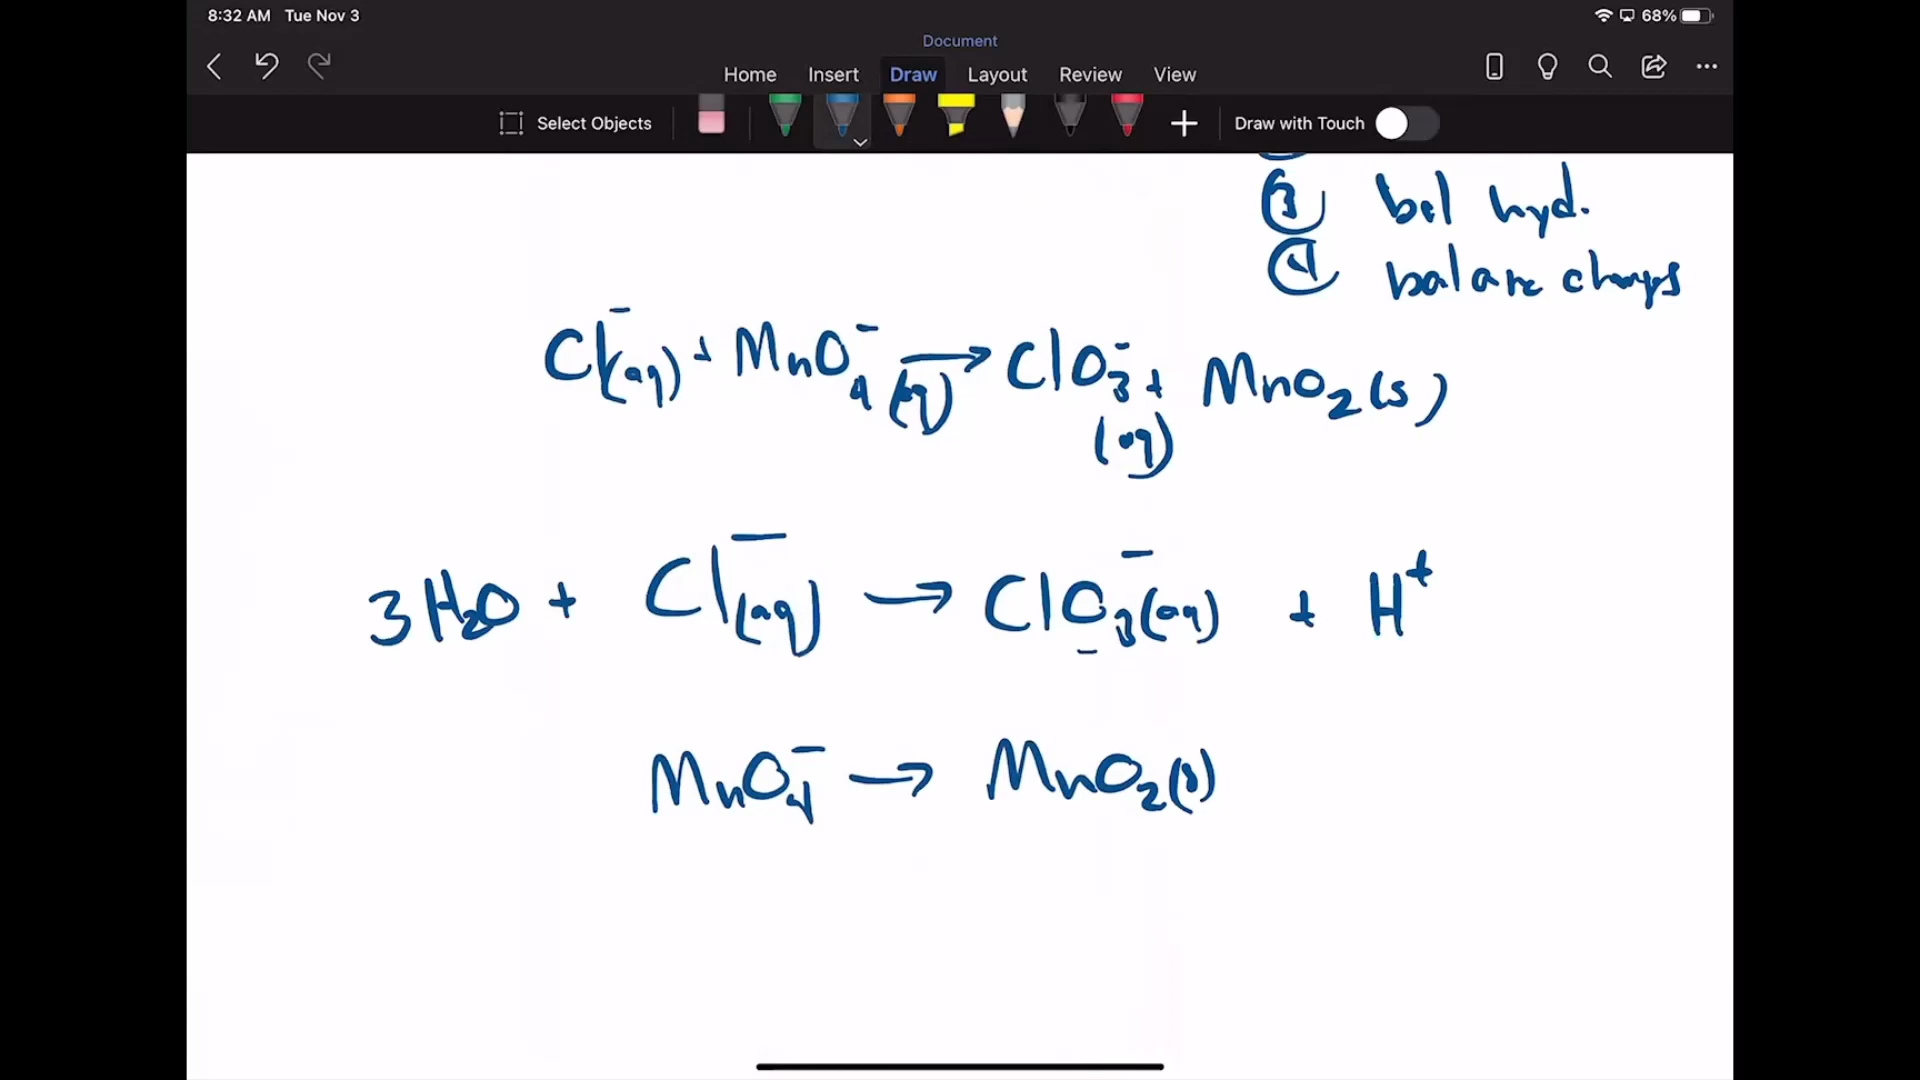 8:32 AM Tue Nov 3 68%
Document
Home Insert Draw Layout Review View
Select Objects Draw with Touch
③ bal hyd.
④ balance charges
Cl⁻(aq) + MnO₄⁻(aq) → ClO₃⁻(aq) + MnO₂(s)
3H₂O + Cl⁻(aq) → ClO₃⁻(aq) + H⁺
MnO₄⁻ → MnO₂(s)